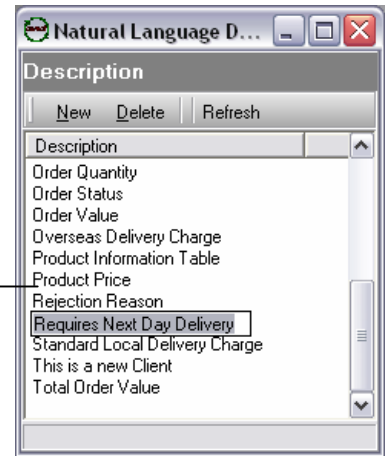 Natural Language D...
Description
New Delete Refresh
Description
Order Quantity
Order Status
Order Value
Overseas Delivery Charge
Product Information Table
Product Price
Rejection Reason
Requires Next Day Delivery
Standard Local Delivery Charge
This is a new Client
Total Order Value